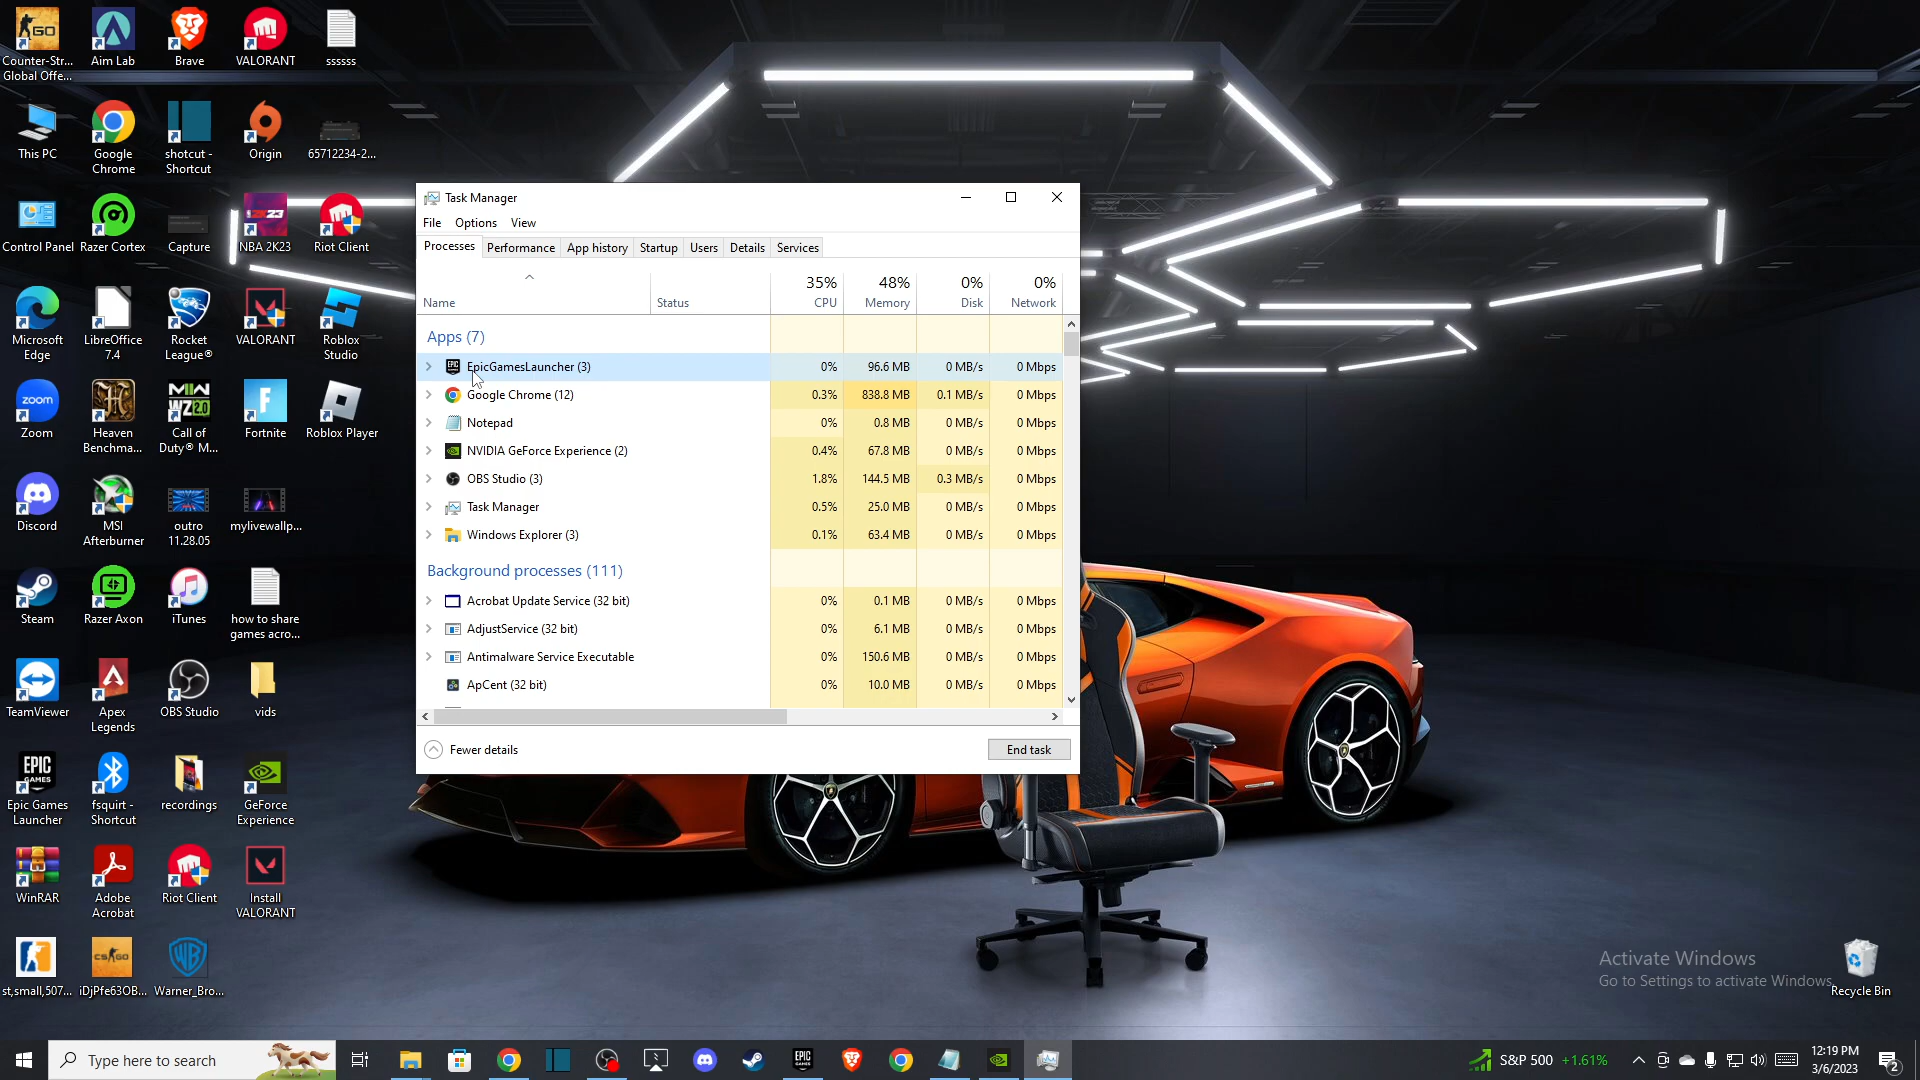 Counter-Str...
Global Offe...
Aim Lab
Brave
VALORANT
ssssss
This PC
Google
Chrome
shotcut -
Shortcut
Origin
65712234-2...
Control Panel
Razer Cortex
Capture
NBA 2K23
Riot Client
Microsoft
Edge
LibreOffice
7.4
Rocket
League®
VALORANT
Roblox
Studio
Zoom
Heaven
Benchma...
Call of
Duty® M...
Fortnite
Roblox Player
Discord
MSI
Afterburner
outro
11.28.05
mylivewallp...
Steam
Razer Axon
iTunes
how to share
games acro...
TeamViewer
Apex
Legends
OBS Studio
vids
Epic Games
Launcher
fsquirt -
Shortcut
recordings
GeForce
Experience
WinRAR
Adobe
Acrobat
Riot Client
Install
VALORANT
st,small,507...
iDjPfe63OB...
Warner_Bro...
Task Manager
File Options View
Processes Performance App history Startup Users Details Services
35% 48% 0% 0%
Name Status CPU Memory Disk Network
Apps (7)
EpicGamesLauncher (3) 0% 96.6 MB 0 MB/s 0 Mbps
Google Chrome (12) 0.3% 838.8 MB 0.1 MB/s 0 Mbps
Notepad 0% 0.8 MB 0 MB/s 0 Mbps
NVIDIA GeForce Experience (2) 0.4% 67.8 MB 0 MB/s 0 Mbps
OBS Studio (3) 1.8% 144.5 MB 0.3 MB/s 0 Mbps
Task Manager 0.5% 25.0 MB 0 MB/s 0 Mbps
Windows Explorer (3) 0.1% 63.4 MB 0 MB/s 0 Mbps
Background processes (111)
Acrobat Update Service (32 bit) 0% 0.1 MB 0 MB/s 0 Mbps
AdjustService (32 bit) 0% 6.1 MB 0 MB/s 0 Mbps
Antimalware Service Executable 0% 150.6 MB 0 MB/s 0 Mbps
ApCent (32 bit) 0% 10.0 MB 0 MB/s 0 Mbps
Fewer details End task
Activate Windows
Go to Settings to activate Windows.
Recycle Bin
Type here to search
S&P 500 +1.61%
12:19 PM
3/6/2023
2